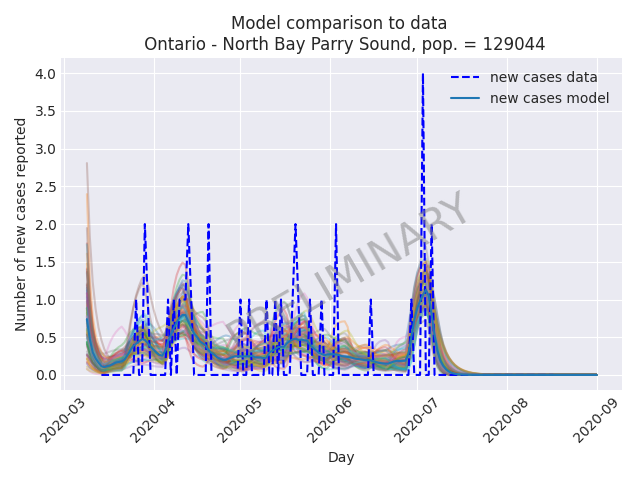 Model comparison to data
Ontario - North Bay Parry Sound, pop. = 129044
new cases data
new cases model
PRELIMINARY
Number of new cases reported
4.0
3.5
3.0
2.5
2.0
1.5
1.0
0.5
0.0
2020-03
2020-04
2020-05
2020-06
2020-07
2020-08
2020-09
Day